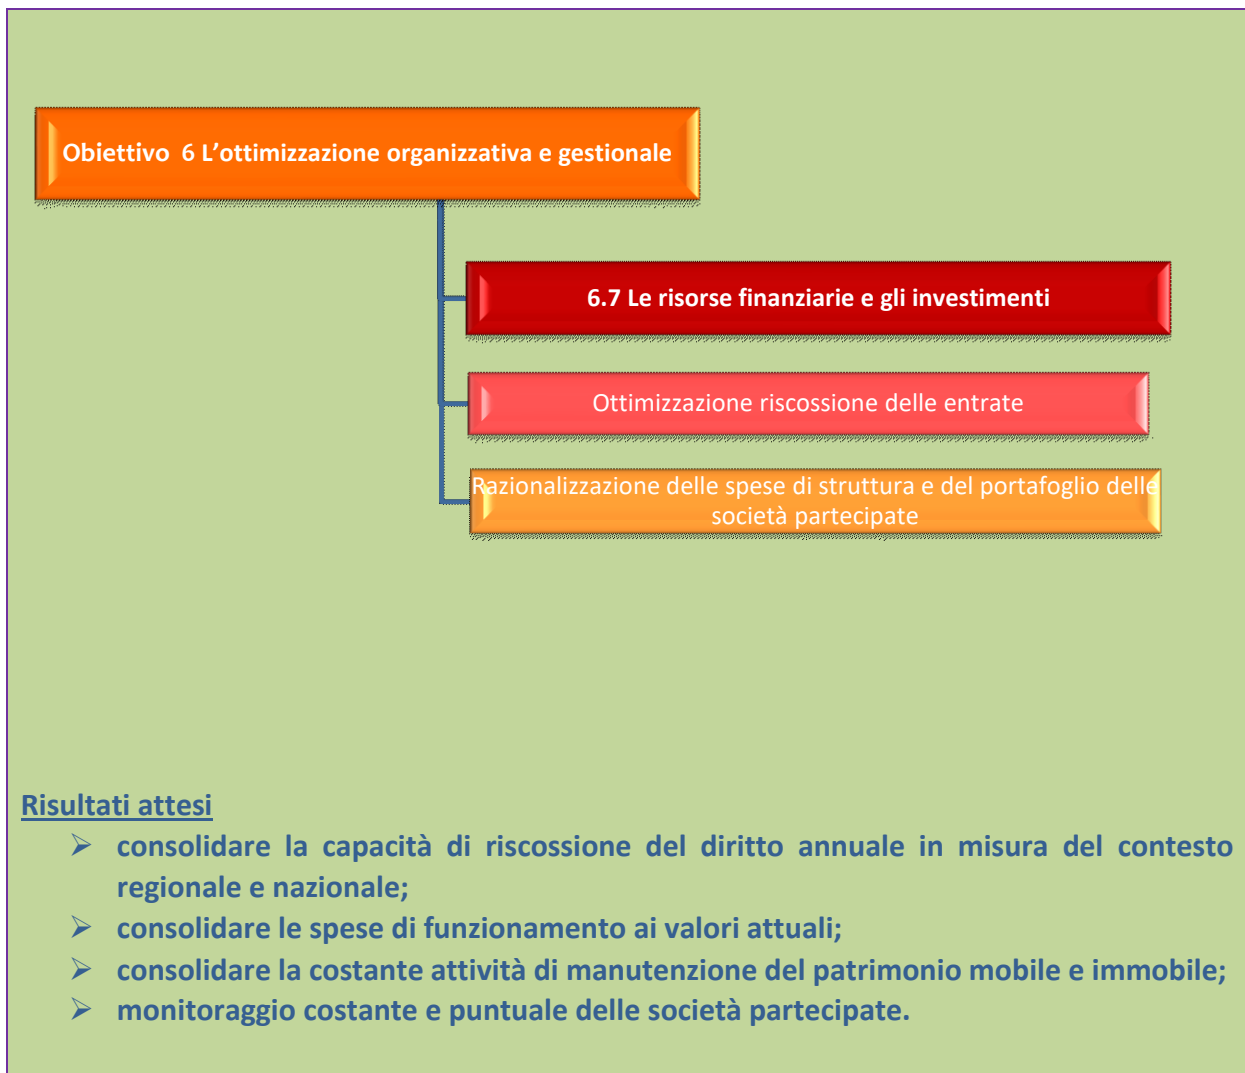 Obiettivo  6 L’ottimizzazione organizzativa e gestionale
6.7 Le risorse finanziarie e gli investimenti
Ottimizzazione riscossione delle entrate
Razionalizzazione delle spese di struttura e del portafoglio delle
società partecipate
Risultati attesi
➢ consolidare la capacità di riscossione del diritto annuale in misura del contesto
regionale e nazionale;
➢ consolidare le spese di funzionamento ai valori attuali;
➢ consolidare la costante attività di manutenzione del patrimonio mobile e immobile;
➢ monitoraggio costante e puntuale delle società partecipate.